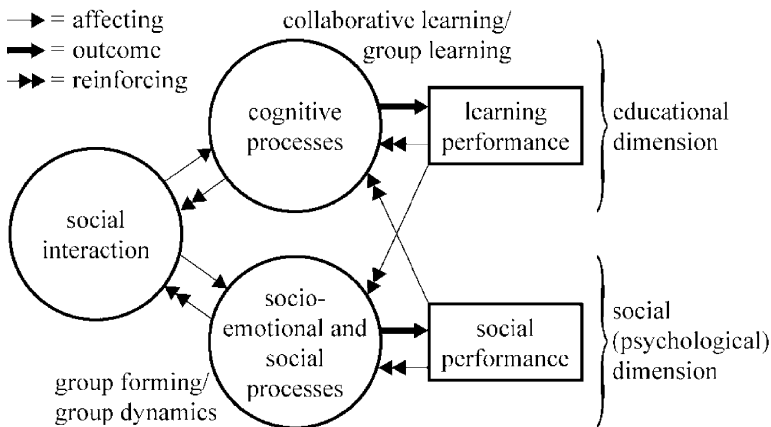 = affecting
= outcome
= reinforcing
collaborative learning/
group learning
cognitive
processes
learning
performance
educational
dimension
social
interaction
socio-
emotional and
social
processes
social
performance
social
(psychological)
dimension
group forming/
group dynamics